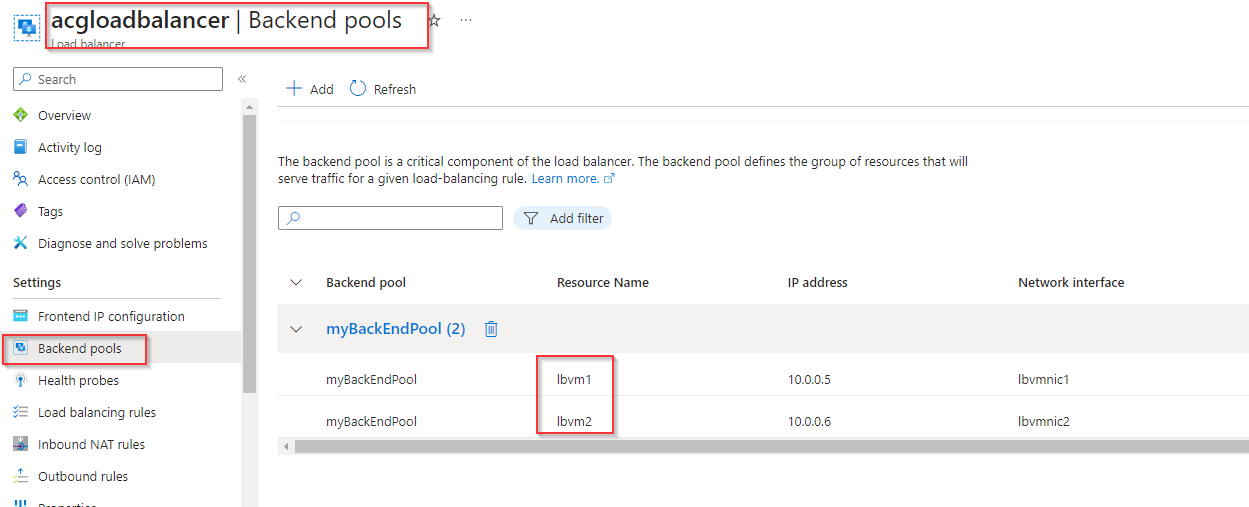 acgloadbalancer | Backend pools
Load balancer
Search
Overview
Activity log
Access control (IAM)
Tags
Diagnose and solve problems
Settings
Frontend IP configuration
Backend pools
Health probes
Load balancing rules
Inbound NAT rules
Outbound rules
Properties
Add Refresh
The backend pool is a critical component of the load balancer. The backend pool defines the group of resources that will
serve traffic for a given load-balancing rule. Learn more.
Add filter
Backend pool Resource Name IP address Network interface
myBackEndPool (2)
myBackEndPool lbvm1 10.0.0.5 lbvmnic1
myBackEndPool lbvm2 10.0.0.6 lbvmnic2